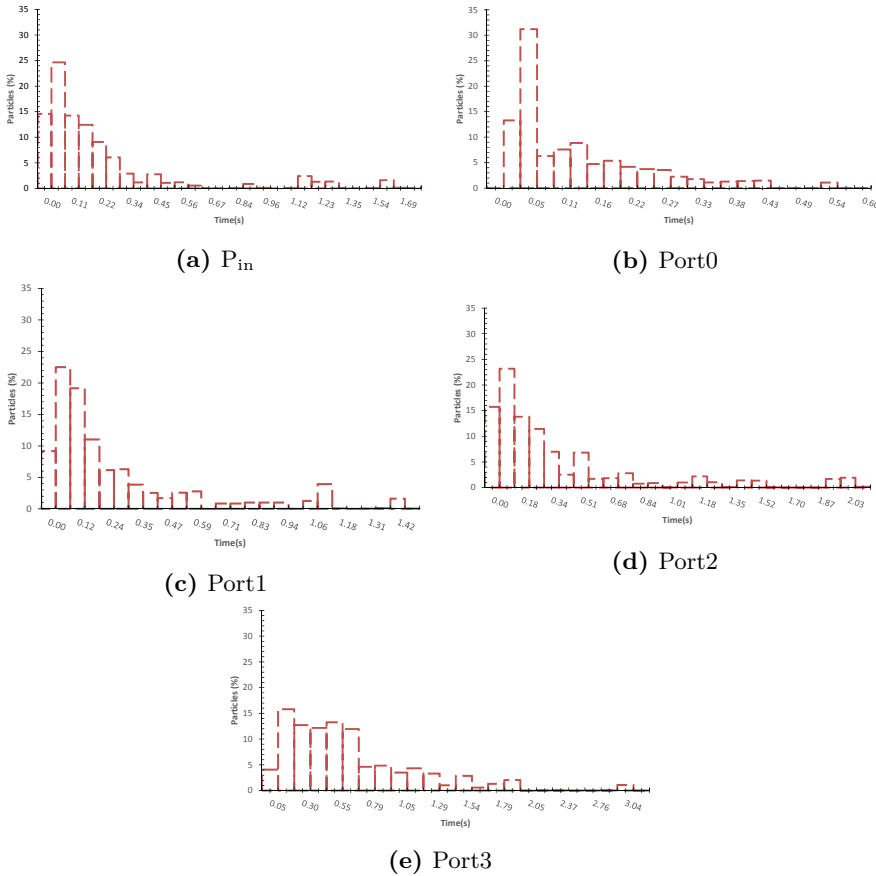 35
30
25
20
15
10
5
0
Particles (%)
0.00 0.11 0.22 0.34 0.45 0.56 0.67 0.84 0.96 1.12 1.23 1.35 1.54 1.69
Time(s)
(a) Pin
35
30
25
20
15
10
5
0
Particles (%)
0.00 0.05 0.11 0.16 0.22 0.27 0.33 0.38 0.43 0.49 0.54 0.60
Time(s)
(b) Port0
35
30
25
20
15
10
5
0
Particles (%)
0.00 0.12 0.24 0.35 0.47 0.59 0.71 0.83 0.94 1.06 1.18 1.31 1.42
Time(s)
(c) Port1
35
30
25
20
15
10
5
0
Particles (%)
0.00 0.18 0.34 0.51 0.68 0.84 1.01 1.18 1.35 1.52 1.70 1.87 2.03
Time(s)
(d) Port2
35
30
25
20
15
10
5
0
Particles (%)
0.05 0.30 0.55 0.79 1.05 1.29 1.54 1.79 2.05 2.37 2.76 3.04
Time(s)
(e) Port3